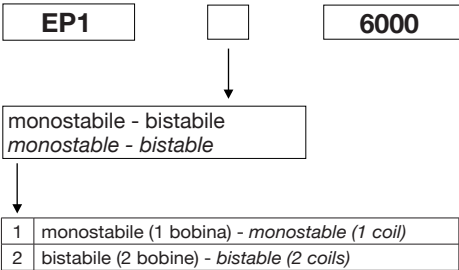 EP1 6000
monostabile - bistabile
monostable - bistable
1 monostabile (1 bobina) - monostable (1 coil)
2 bistabile (2 bobine) - bistable (2 coils)